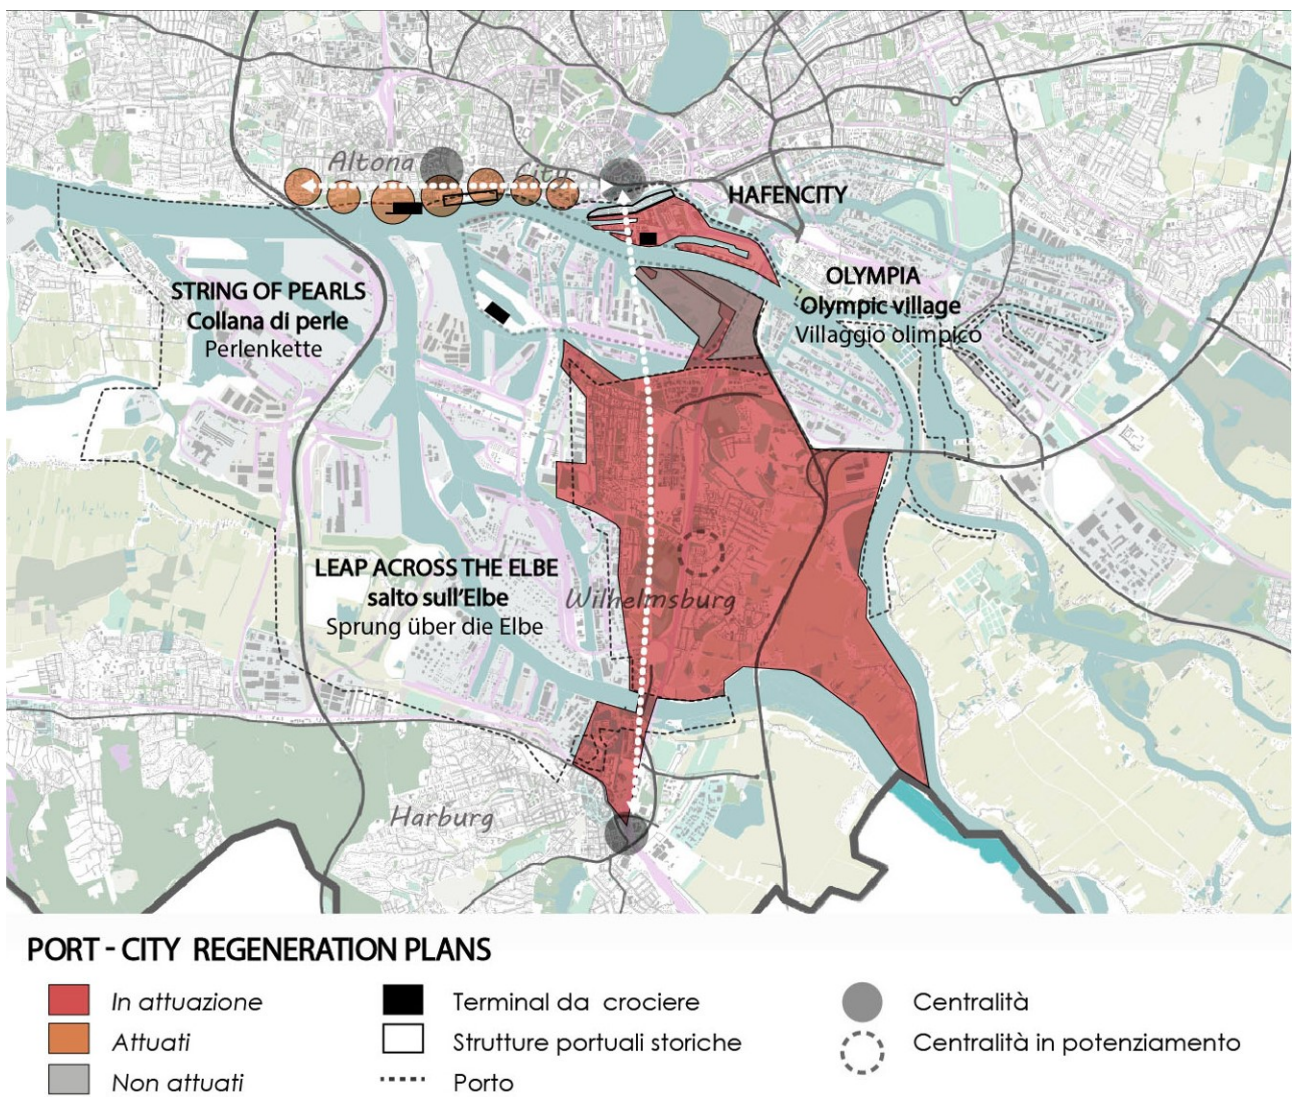 Altona
City
HAFENCITY
STRING OF PEARLS
Collana di perle
Perlenkette
OLYMPIA
Olympic village
Villaggio olimpico
LEAP ACROSS THE ELBE
salto sull'Elbe
Sprung über die Elbe
Wilhelmsburg
Harburg
PORT - CITY REGENERATION PLANS
In attuazione
Terminal da crociere
Centralità
Attuati
Strutture portuali storiche
Centralità in potenziamento
Non attuati
Porto